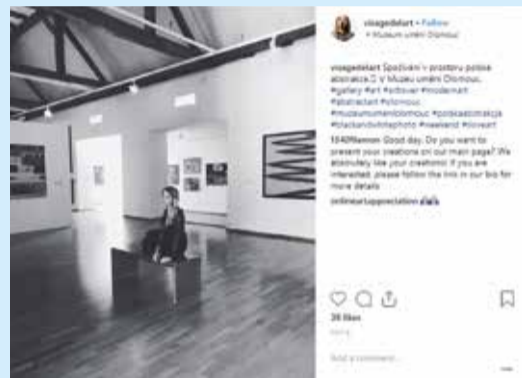 visagedelart • Follow
Muzeum umění Olomouc
visagedelart Spočívání v prostoru polské
abstrakce. V Muzeu umění Olomouc.
#gallery #art #artlover #modernart
#abstractart #olomouc
#muzeumumeniolomouc #polskaabstrakcja
#blackandwhitephoto #weekend #loveart
Good day. Do you want to
present your creations on our main page? We
absolutely like your creations! If you are
interested, please follow the link in our bio for
more details
onlineartappreciation
38 likes
Add a comment...